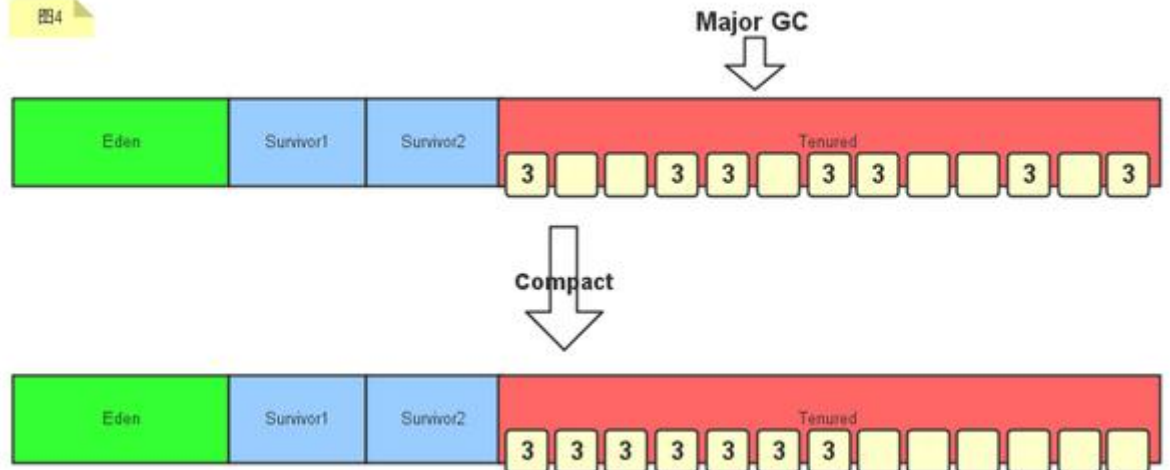 图4
Major GC
Eden Survivor1 Survivor2 Tenured
3 3 3 3 3 3 3
Compact
Eden Survivor1 Survivor2 Tenured
3 3 3 3 3 3 3